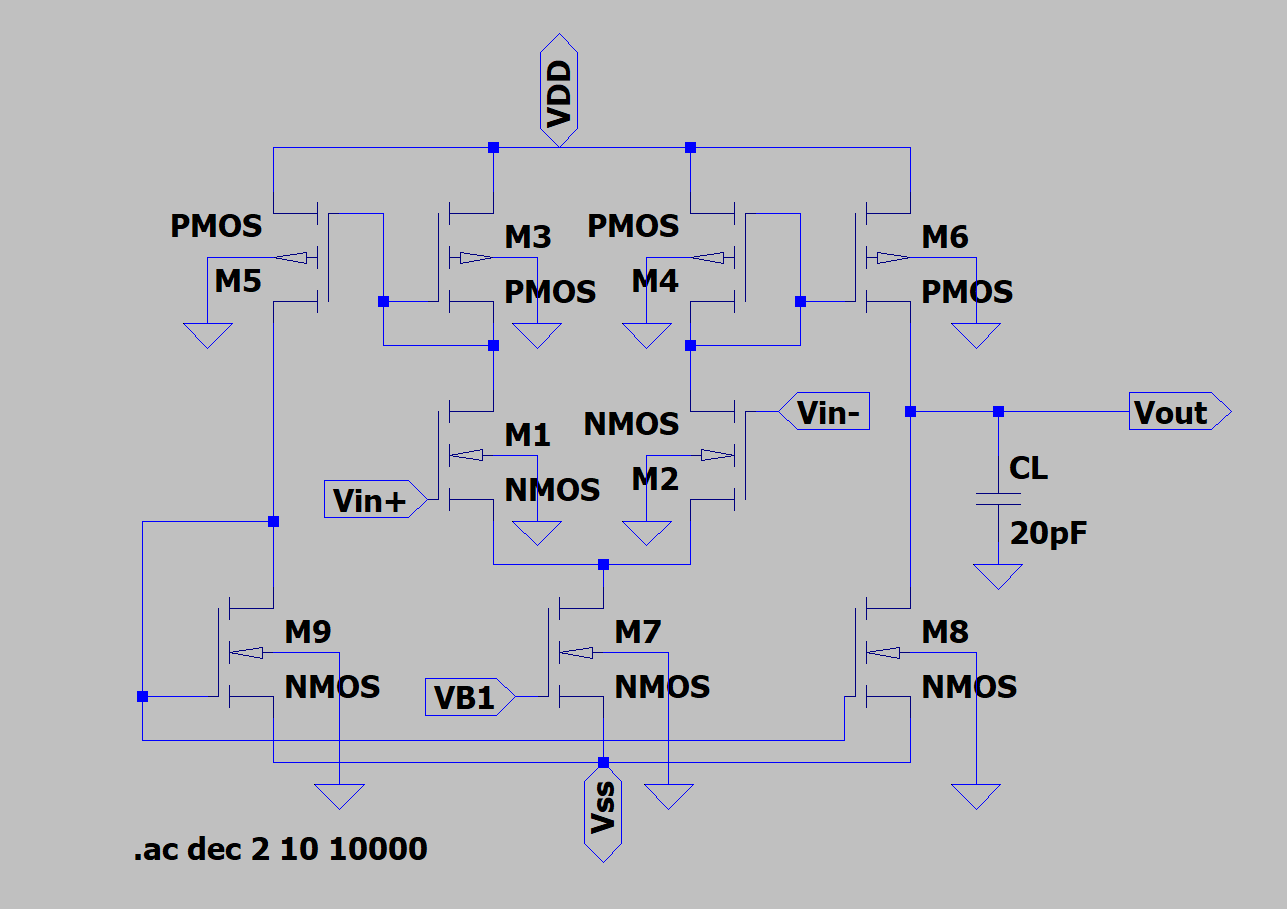 VDD
PMOS
M5
M3
PMOS
PMOS
M4
M6
PMOS
M1
NMOS
Vin+
NMOS
M2
Vin-
Vout
CL
20pF
M9
NMOS
VB1
M7
NMOS
M8
NMOS
Vss
.ac dec 2 10 10000